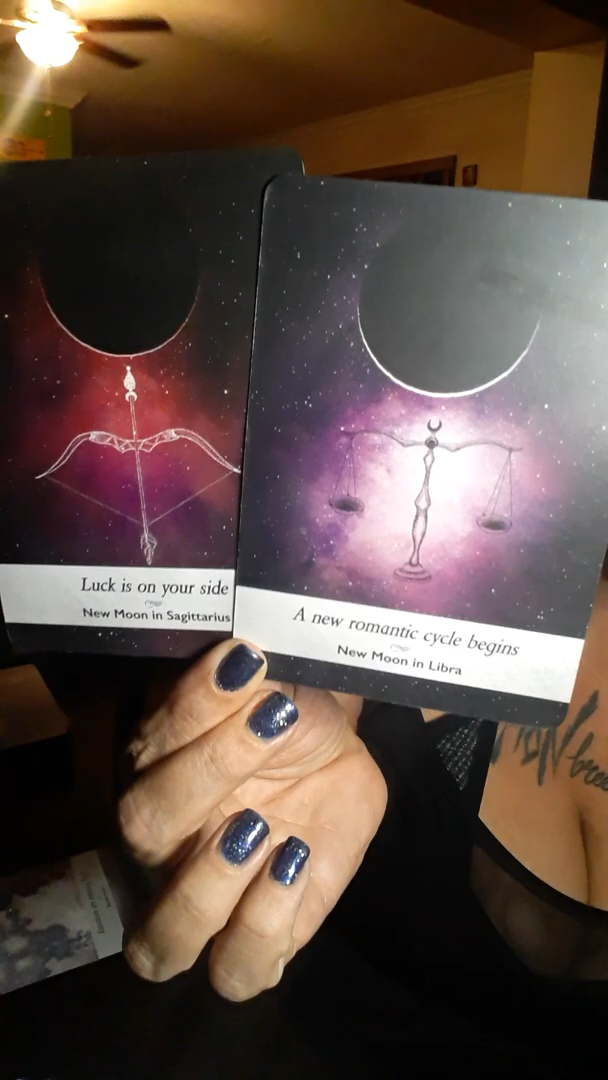 Luck is on your side
New Moon in Sagittarius
A new romantic cycle begins
New Moon in Libra